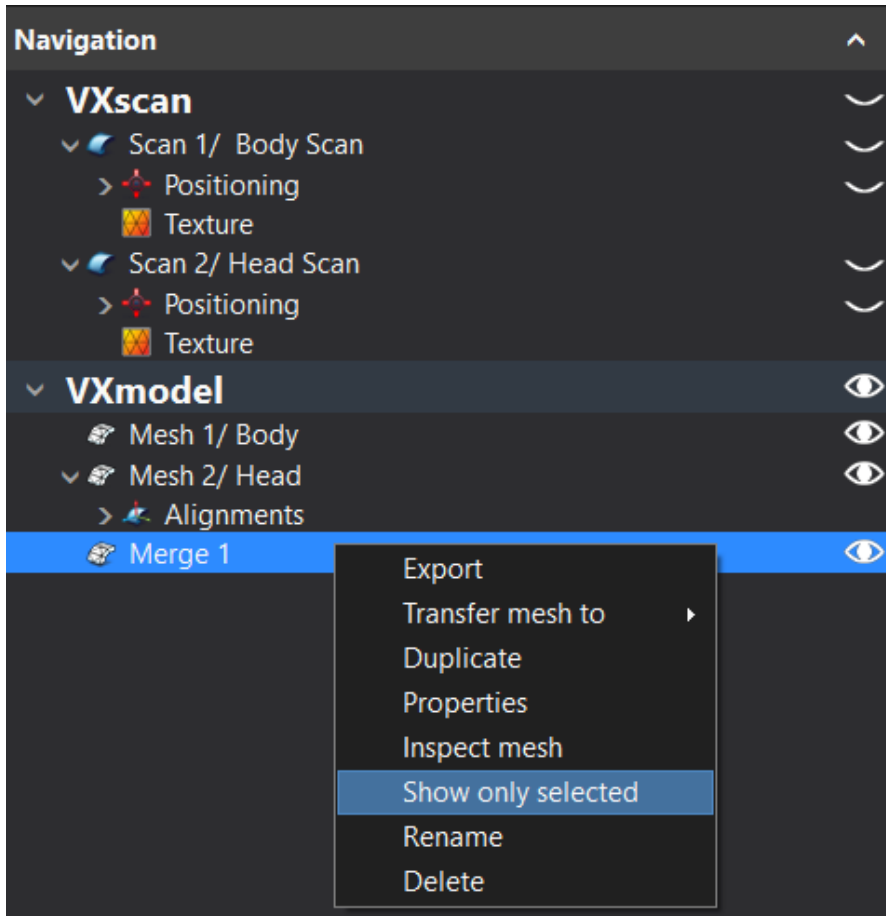 Navigation
VXscan
Scan 1/ Body Scan
Positioning
Texture
Scan 2/ Head Scan
Positioning
Texture
VXmodel
Mesh 1/ Body
Mesh 2/ Head
Alignments
Merge 1
Export
Transfer mesh to
Duplicate
Properties
Inspect mesh
Show only selected
Rename
Delete